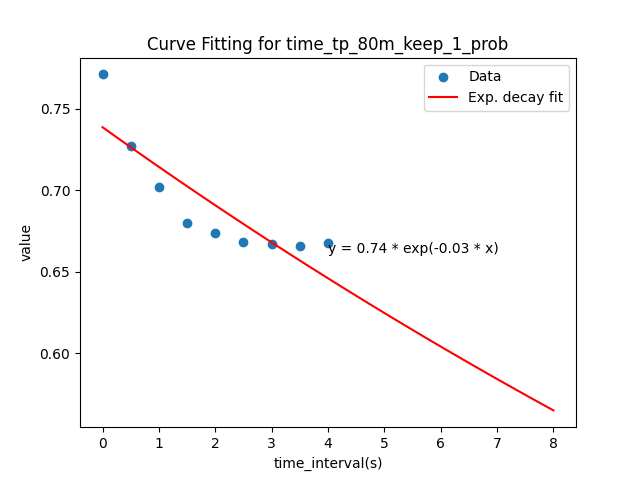 Curve Fitting for time_tp_80m_keep_1_prob
Data
Exp. decay fit
0.75
0.70
0.65
0.60
value
y = 0.74 * exp(-0.03 * x)
0 1 2 3 4 5 6 7 8
time_interval(s)